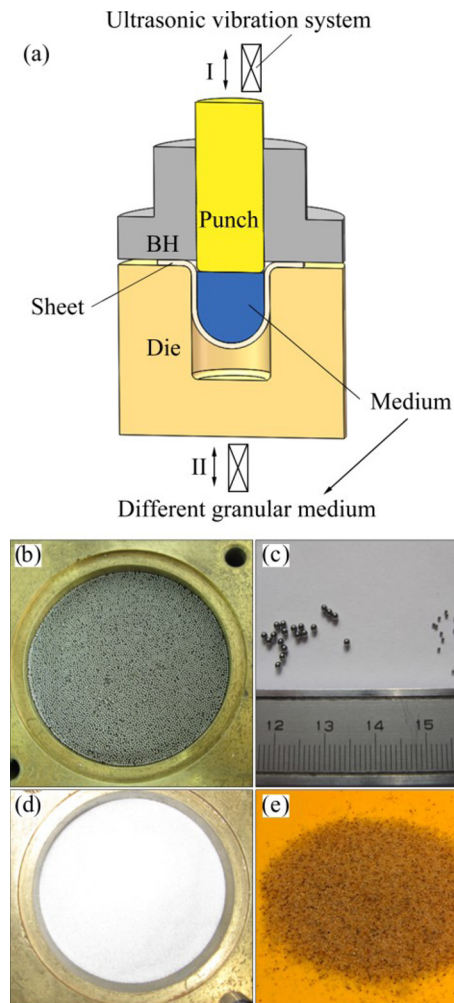 Ultrasonic vibration system
(a)
I
Punch
BH
Sheet
Die
Medium
II
Different granular medium
(b)
(c)
12 13 14 15
(d)
(e)